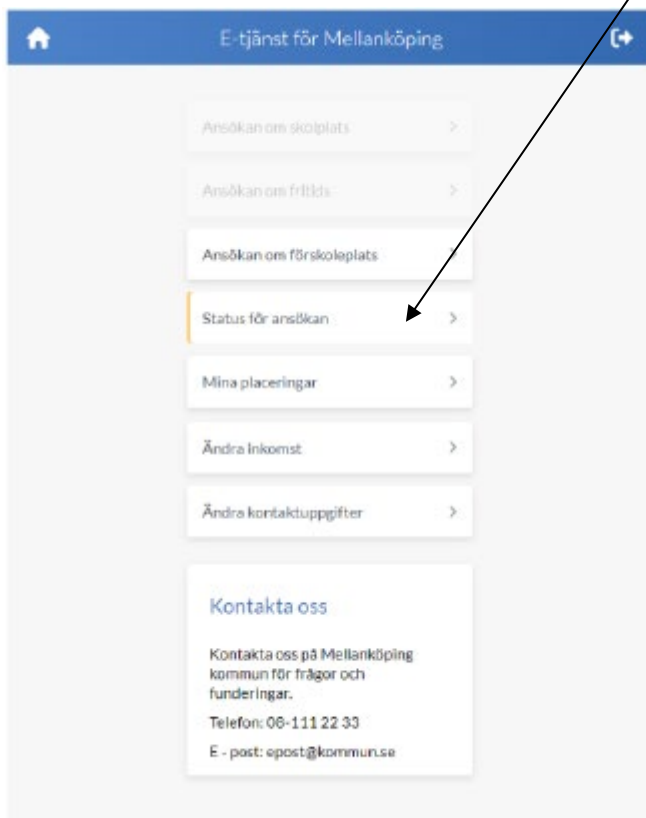 E-tjänst för Mellanköping
Ansökan om skolplats
Ansökan om fritids
Ansökan om förskoleplats
Status för ansökan
Mina placeringar
Ändra inkomst
Ändra kontaktuppgifter
Kontakta oss
Kontakta oss på Mellanköping
kommun för frågor och
funderingar.
Telefon: 08-111 22 33
E - post: epost@kommun.se